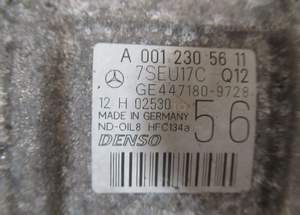 A 001 230 56 11
7SEU17C Q12
GE447180-9728
12 H 02530
56
MADE IN GERMANY
ND-OIL8 HFC134a
DENSO